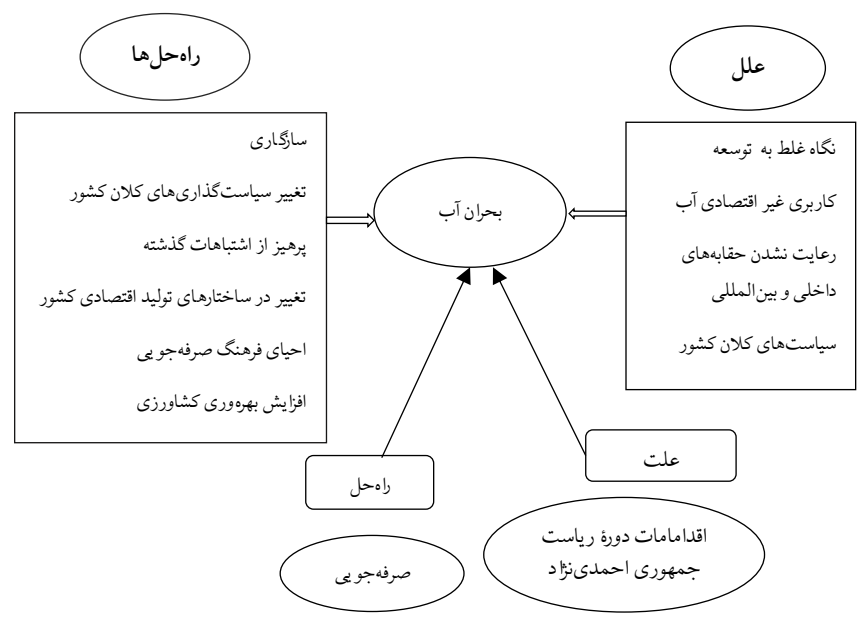 علل
نگاه غلط به توسعه
کاربری غیر اقتصادی آب
رعایت نشدن حقابه‌های
داخلی و بین‌المللی
سیاست‌های کلان کشور
راه‌حل‌ها
سازگاری
تغییر سیاست‌گذاری‌های کلان کشور
پرهیز از اشتباهات گذشته
تغییر در ساختارهای تولید اقتصادی کشور
احیای فرهنگ صرفه‌جویی
افزایش بهره‌وری کشاورزی
بحران آب
علت
اقدامامات دورۀ ریاست
جمهوری احمدی‌نژاد
راه‌حل
صرفه‌جویی